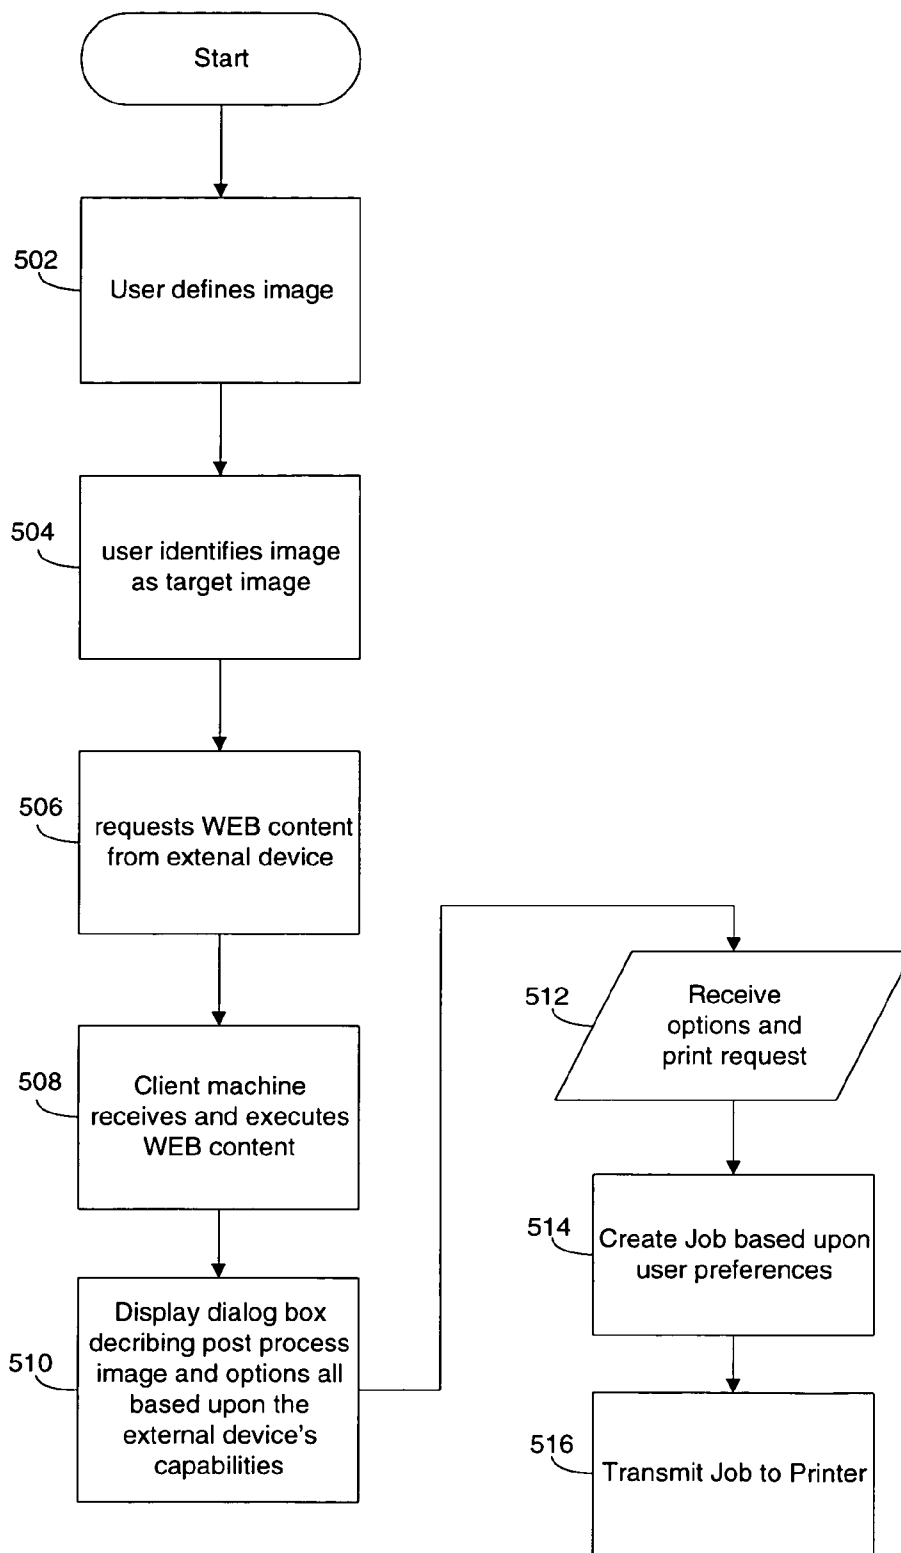 Start
502
User defines image
504
user identifies image
as target image
506
requests WEB content
from extenal device
508
Client machine
receives and executes
WEB content
510
Display dialog box
decribing post process
image and options all
based upon the
external device's
capabilities
512
Receive
options and
print request
514
Create Job based upon
user preferences
516
Transmit Job to Printer